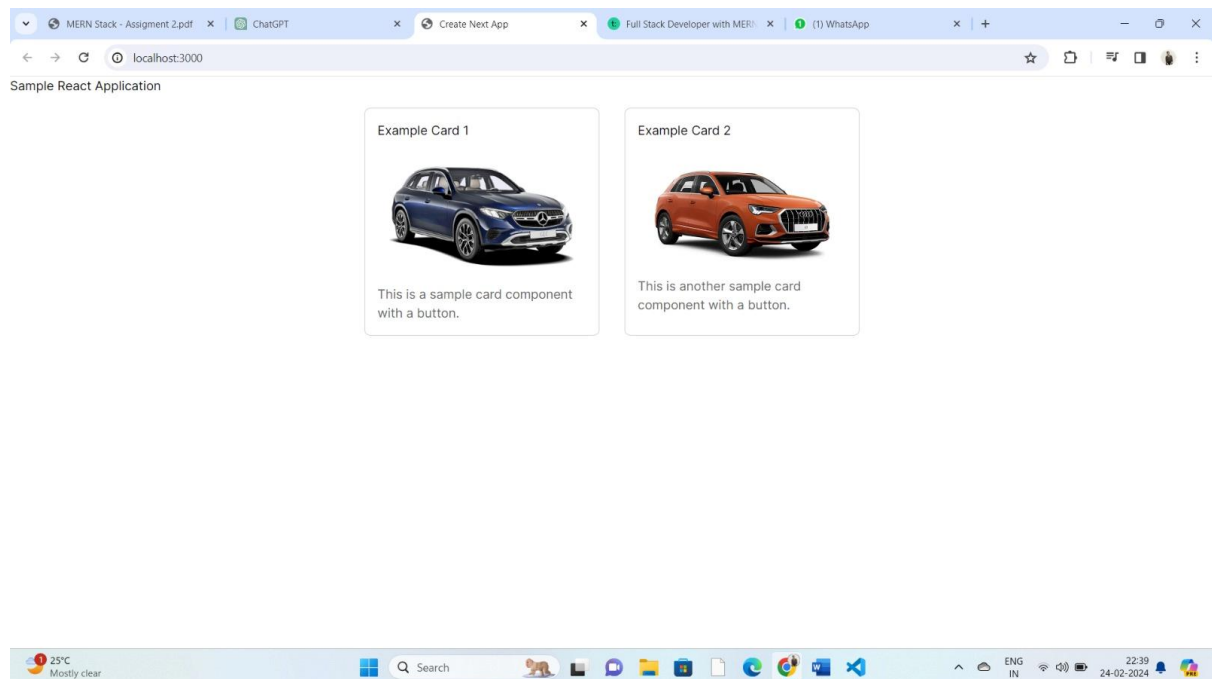 MERN Stack - Assigment 2.pdf
ChatGPT
Create Next App
Full Stack Developer with MERN
(1) WhatsApp
localhost:3000
Sample React Application
Example Card 1
This is a sample card component
with a button.
Example Card 2
This is another sample card
component with a button.
1
25°C
Mostly clear
Search
ENG
IN
22:39
24-02-2024